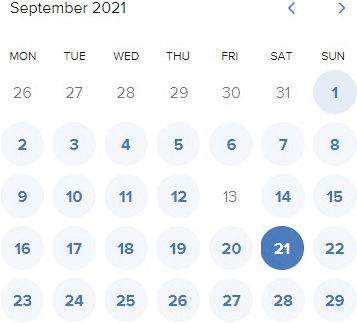 September 2021
MON TUE WED THU FRI SAT SUN
26 27 28 29 30 31 1
2 3 4 5 6 7 8
9 10 11 12 13 14 15
16 17 18 19 20 21 22
23 24 25 26 27 28 29